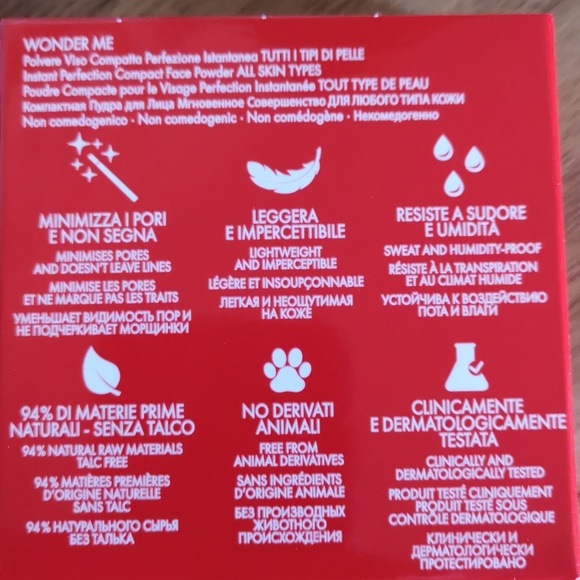 WONDER ME
Polvere Viso Compatta Perfezione Istantanea TUTTI I TIPI DI PELLE
Instant Perfection Compact Face Powder ALL SKIN TYPES
Poudre Compacte pour le Visage Perfection Instantanée TOUT TYPE DE PEAU
Компактная Пудра для Лица Мгновенное Совершенство ДЛЯ ЛЮБОГО ТИПА КОЖИ
Non comedogenico • Non comedogenic • Non comédogène • Некомедогенно
MINIMIZZA I PORI
E NON SEGNA
MINIMISES PORES
AND DOESN'T LEAVE LINES
MINIMISE LES PORES
ET NE MARQUE PAS LES TRAITS
УМЕНЬШАЕТ ВИДИМОСТЬ ПОР И
НЕ ПОДЧЕРКИВАЕТ МОРЩИНКИ
LEGGERA
E IMPERCETTIBILE
LIGHTWEIGHT
AND IMPERCEPTIBLE
LÉGÈRE ET INSOUPÇONNABLE
ЛЕГКАЯ И НЕОЩУТИМАЯ
НА КОЖЕ
RESISTE A SUDORE
E UMIDITÀ
SWEAT AND HUMIDITY-PROOF
RÉSISTE À LA TRANSPIRATION
ET AU CLIMAT HUMIDE
УСТОЙЧИВА К ВОЗДЕЙСТВИЮ
ПОТА И ВЛАГИ
94% DI MATERIE PRIME
NATURALI - SENZA TALCO
94% NATURAL RAW MATERIALS
TALC FREE
94% MATIÈRES PREMIÈRES
D'ORIGINE NATURELLE
SANS TALC
94% НАТУРАЛЬНОГО СЫРЬЯ
БЕЗ ТАЛЬКА
NO DERIVATI
ANIMALI
FREE FROM
ANIMAL DERIVATIVES
SANS INGRÉDIENTS
D'ORIGINE ANIMALE
БЕЗ ПРОИЗВОДНЫХ
ЖИВОТНОГО
ПРОИСХОЖДЕНИЯ
CLINICAMENTE
E DERMATOLOGICAMENTE
TESTATA
CLINICALLY AND
DERMATOLOGICALLY TESTED
PRODUIT TESTÉ CLINIQUEMENT
PRODUIT TESTÉ SOUS
CONTRÔLE DERMATOLOGIQUE
КЛИНИЧЕСКИ И
ДЕРМАТОЛОГИЧЕСКИ
ПРОТЕСТИРОВАНО